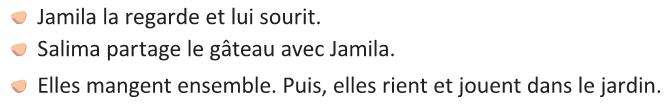 Jamila la regarde et lui sourit.
Salima partage le gâteau avec Jamila.
Elles mangent ensemble. Puis, elles rient et jouent dans le jardin.